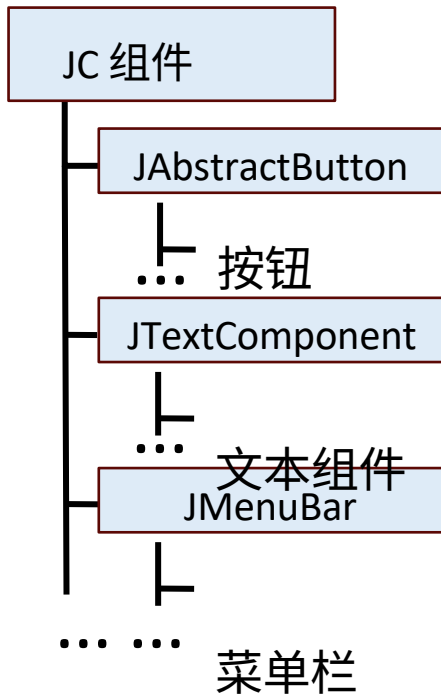 JC 组件
JAbstractButton
... 按钮
JTextComponent
... 文本组件
JMenuBar
... ... 菜单栏